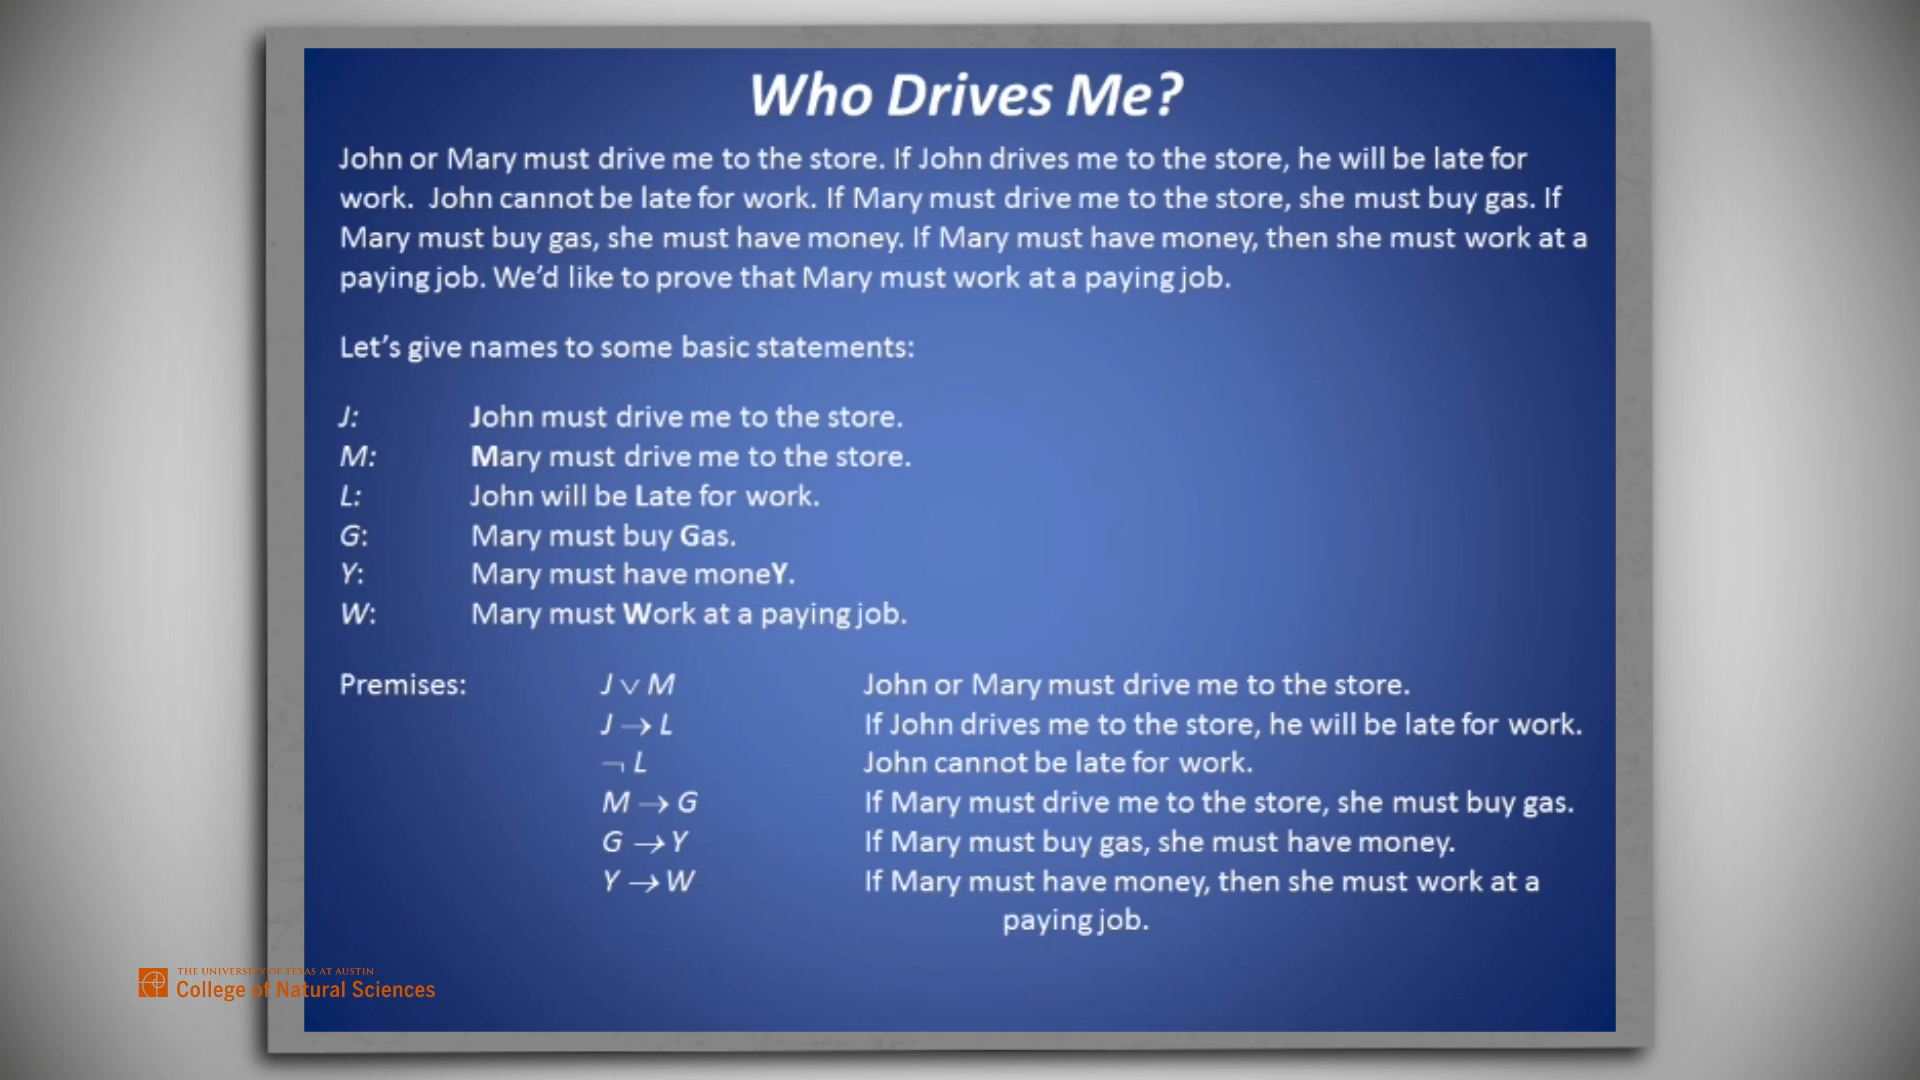 Who Drives Me?
John or Mary must drive me to the store. If John drives me to the store, he will be late for
work. John cannot be late for work. If Mary must drive me to the store, she must buy gas. If
Mary must buy gas, she must have money. If Mary must have money, then she must work at a
paying job. We'd like to prove that Mary must work at a paying job.
Let's give names to some basic statements:
J: John must drive me to the store.
M: Mary must drive me to the store.
L: John will be Late for work.
G: Mary must buy Gas.
Y: Mary must have moneY.
W: Mary must Work at a paying job.
Premises: J ∨ M John or Mary must drive me to the store.
J → L If John drives me to the store, he will be late for work.
¬ L John cannot be late for work.
M → G If Mary must drive me to the store, she must buy gas.
G → Y If Mary must buy gas, she must have money.
Y → W If Mary must have money, then she must work at a
paying job.
THE UNIVERSITY OF TEXAS AT AUSTIN
College of Natural Sciences